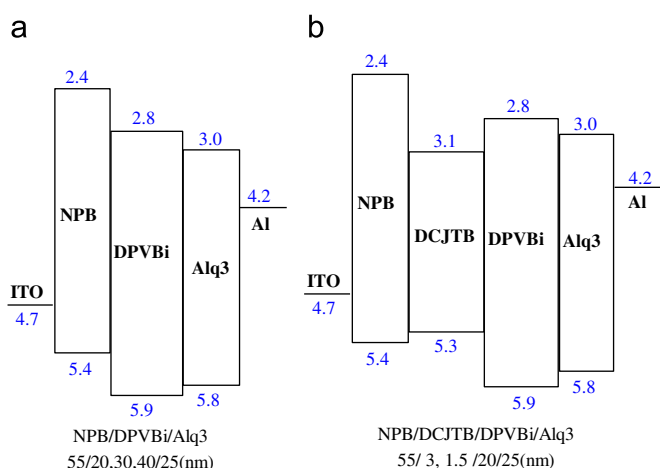 a
2.4
2.8
3.0
4.2
NPB
Al
DPVBi
Alq3
ITO
4.7
5.4
5.9
5.8
NPB/DPVBi/Alq3
55/20,30,40/25(nm)
b
2.4
3.1
2.8
3.0
4.2
NPB
Al
DCJTB
DPVBi
Alq3
ITO
4.7
5.4
5.3
5.9
5.8
NPB/DCJTB/DPVBi/Alq3
55/ 3, 1.5 /20/25(nm)